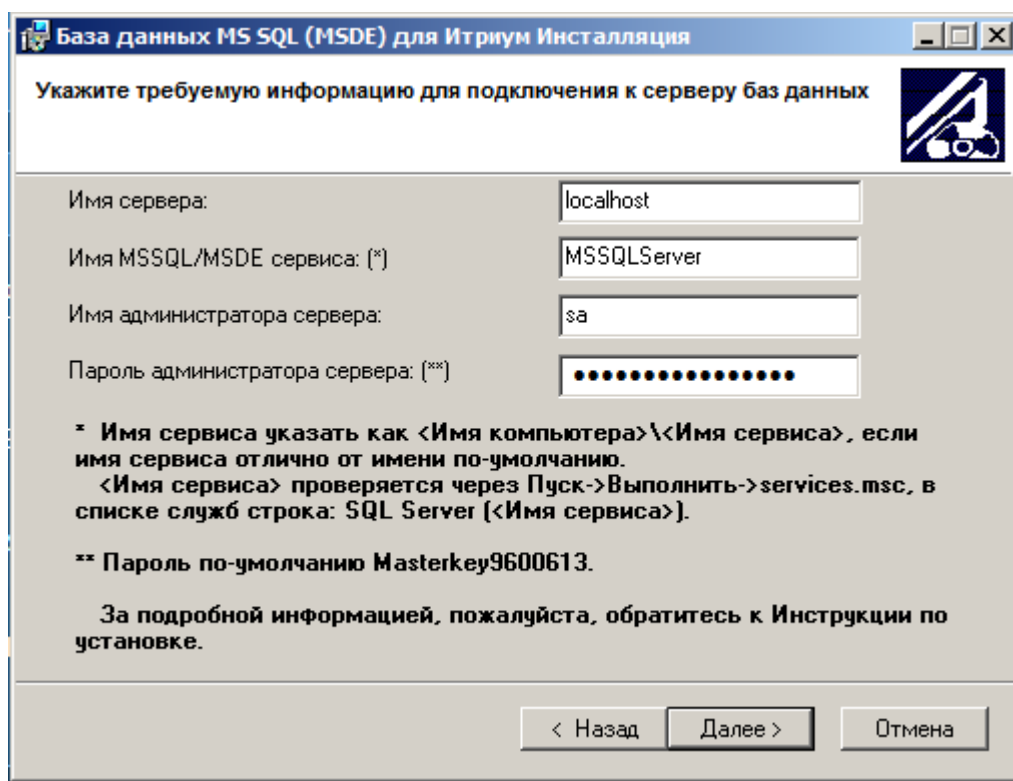 База данных MS SQL (MSDE) для Итриум Инсталляция
Укажите требуемую информацию для подключения к серверу баз данных
Имя сервера: localhost
Имя MSSQL/MSDE сервиса: (*) MSSQLServer
Имя администратора сервера: sa
Пароль администратора сервера: (**) ••••••••••••••••
* Имя сервиса указать как <Имя компьютера>\<Имя сервиса>, если
имя сервиса отлично от имени по-умолчанию.
<Имя сервиса> проверяется через Пуск->Выполнить->services.msc, в
списке служб строка: SQL Server (<Имя сервиса>).
** Пароль по-умолчанию Masterkey9600613.
За подробной информацией, пожалуйста, обратитесь к Инструкции по
установке.
< Назад Далее > Отмена